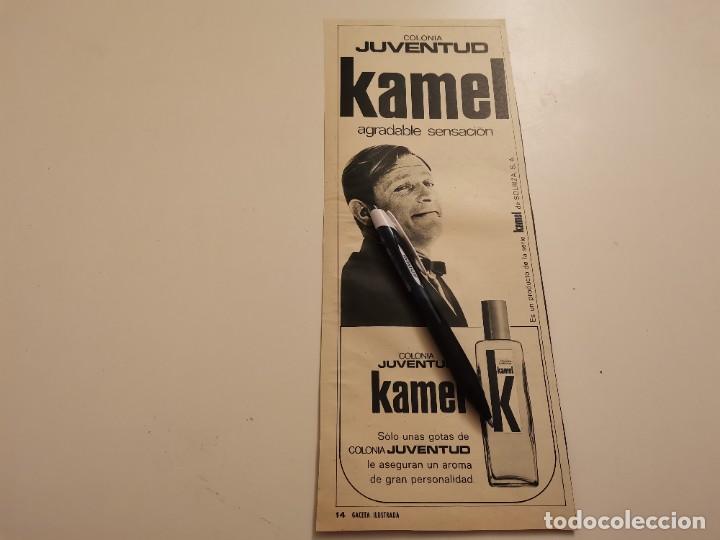 COLONIA
JUVENTUD
kamel
agradable sensación
Es un producto de la serie kamel de SOLRIZA, S. A.
COLONIA
JUVENTUD
kamel
kamel
k
Sólo unas gotas de
COLONIA JUVENTUD
le aseguran un aroma
de gran personalidad.
14 GACETA ILUSTRADA
todocoleccion